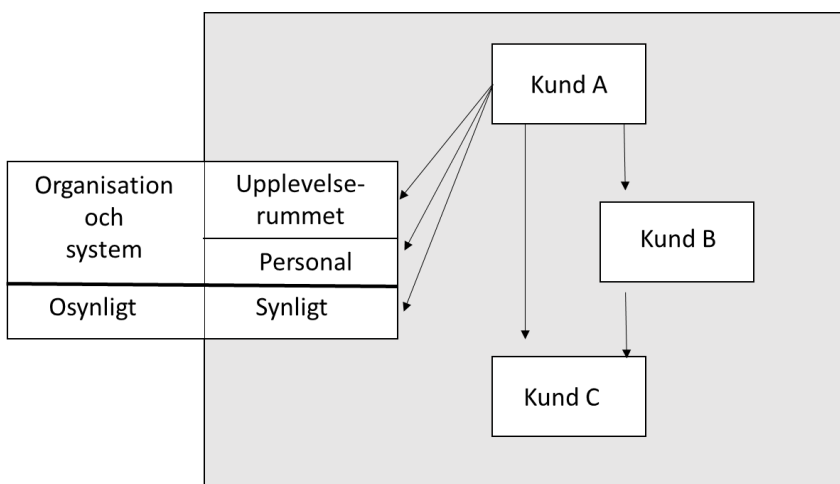 Kund A
Organisation
och
system
Upplevelse-
rummet
Personal
Kund B
Osynligt
Synligt
Kund C